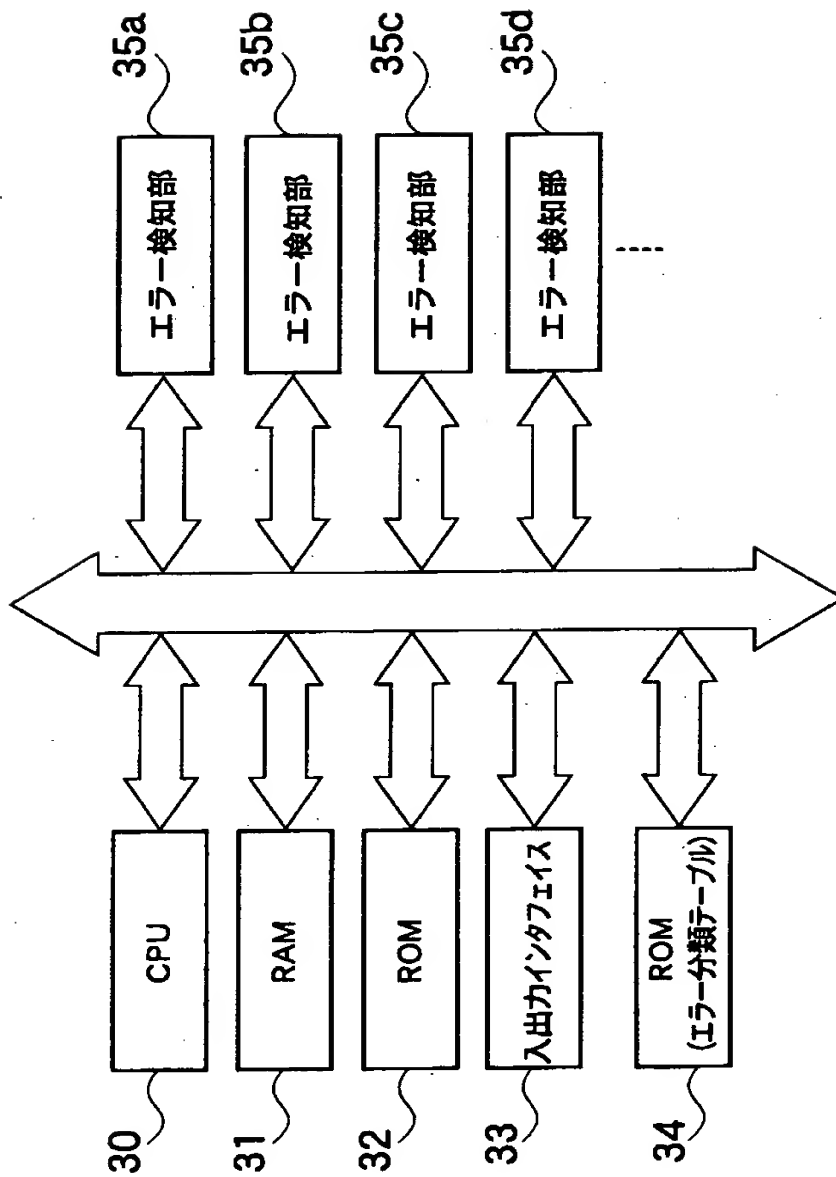 30
CPU
31
RAM
32
ROM
33
入出力インタフェイス
34
ROM
(エラー分類テーブル)
エラー検知部
35a
エラー検知部
35b
エラー検知部
35c
エラー検知部
35d